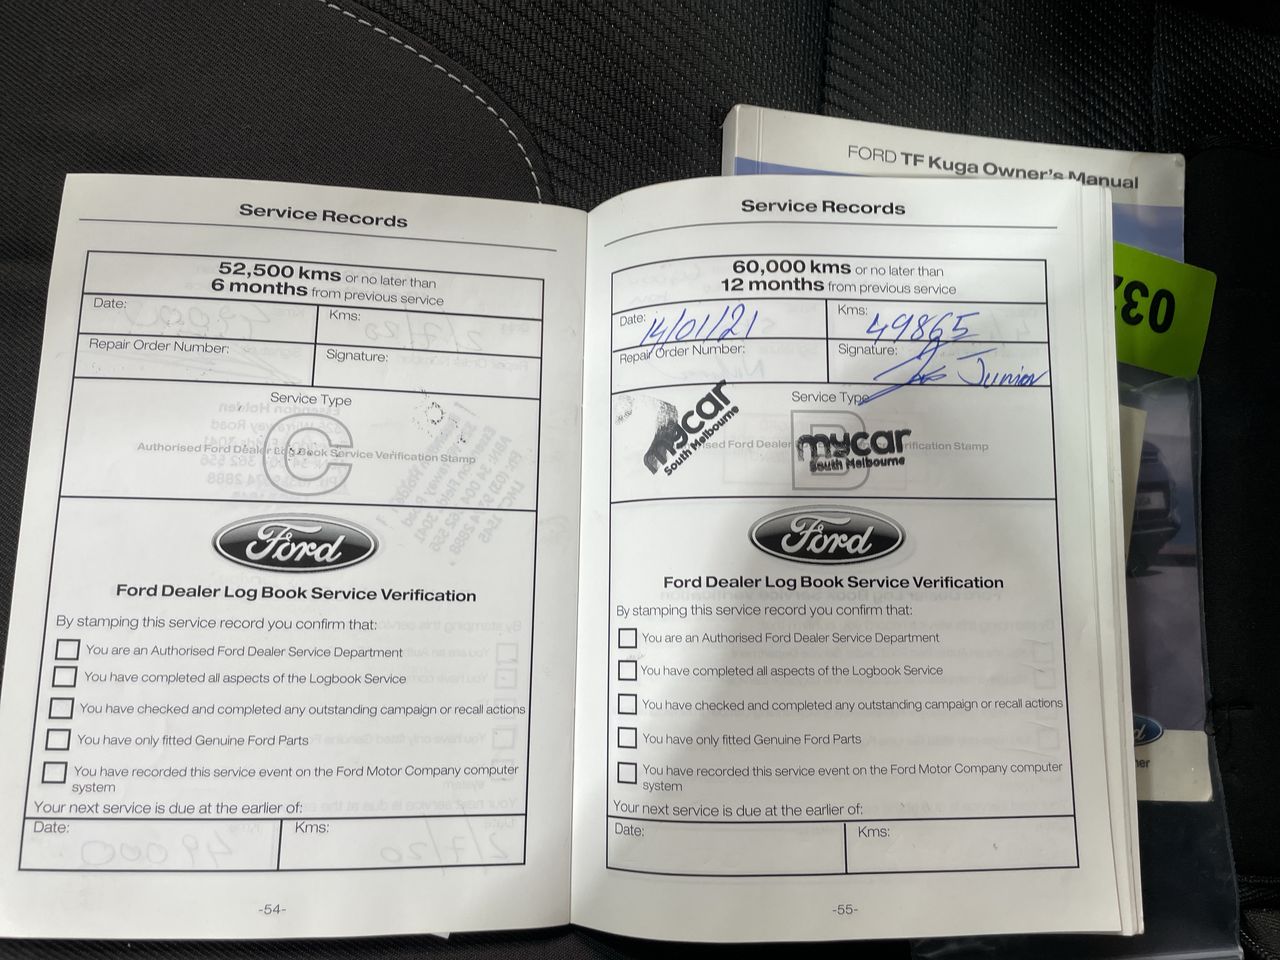 FORD TF Kuga Owner's Manual
Service Records
52,500 kms or no later than
6 months from previous service
Date:
Kms:
Repair Order Number:
Signature:
Service Type
C
Authorised Ford Dealer Log Book Service Verification Stamp
Ford
Ford Dealer Log Book Service Verification
By stamping this service record you confirm that:
You are an Authorised Ford Dealer Service Department
You have completed all aspects of the Logbook Service
You have checked and completed any outstanding campaign or recall actions
You have only fitted Genuine Ford Parts
You have recorded this service event on the Ford Motor Company computer
system
Your next service is due at the earlier of:
Date:
Kms:
-54-
Service Records
60,000 kms or no later than
12 months from previous service
Date: 14/01/21
Kms: 49865
Repair Order Number:
Signature: Junior
Service Type
B
mycar
South Melbourne
mycar
South Melbourne
ised Ford Dealer
erification Stamp
Ford
Ford Dealer Log Book Service Verification
By stamping this service record you confirm that:
You are an Authorised Ford Dealer Service Department
You have completed all aspects of the Logbook Service
You have checked and completed any outstanding campaign or recall actions
You have only fitted Genuine Ford Parts
You have recorded this service event on the Ford Motor Company computer
system
Your next service is due at the earlier of:
Date:
Kms:
-55-